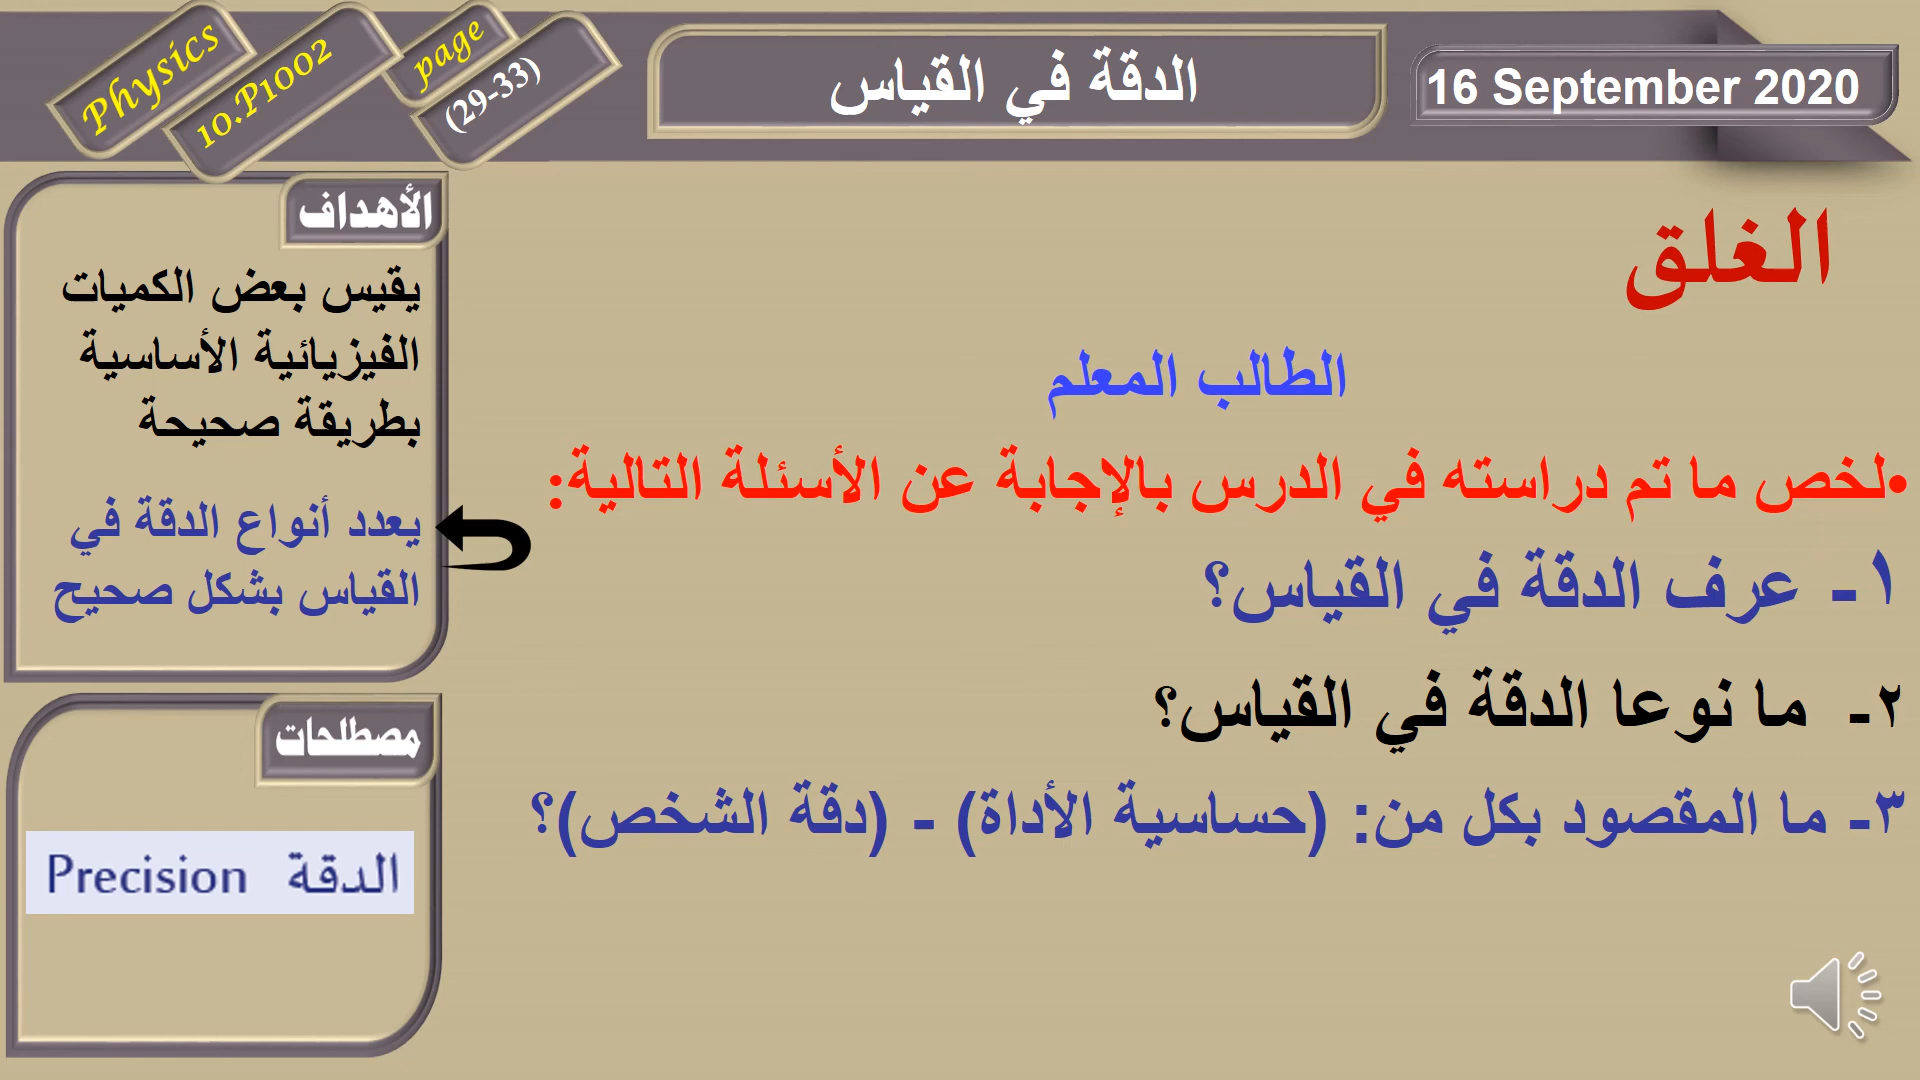 Physics
10.P1002
page
(29-33)
الدقة في القياس
16 September 2020
الأهداف
يقيس بعض الكميات
الفيزيائية الأساسية
بطريقة صحيحة
يعدد أنواع الدقة في
القياس بشكل صحيح
مصطلحات
الدقة Precision
الغلق
الطالب المعلم
•لخص ما تم دراسته في الدرس بالإجابة عن الأسئلة التالية:
١- عرف الدقة في القياس؟
٢- ما نوعا الدقة في القياس؟
٣- ما المقصود بكل من: (حساسية الأداة) - (دقة الشخص)؟